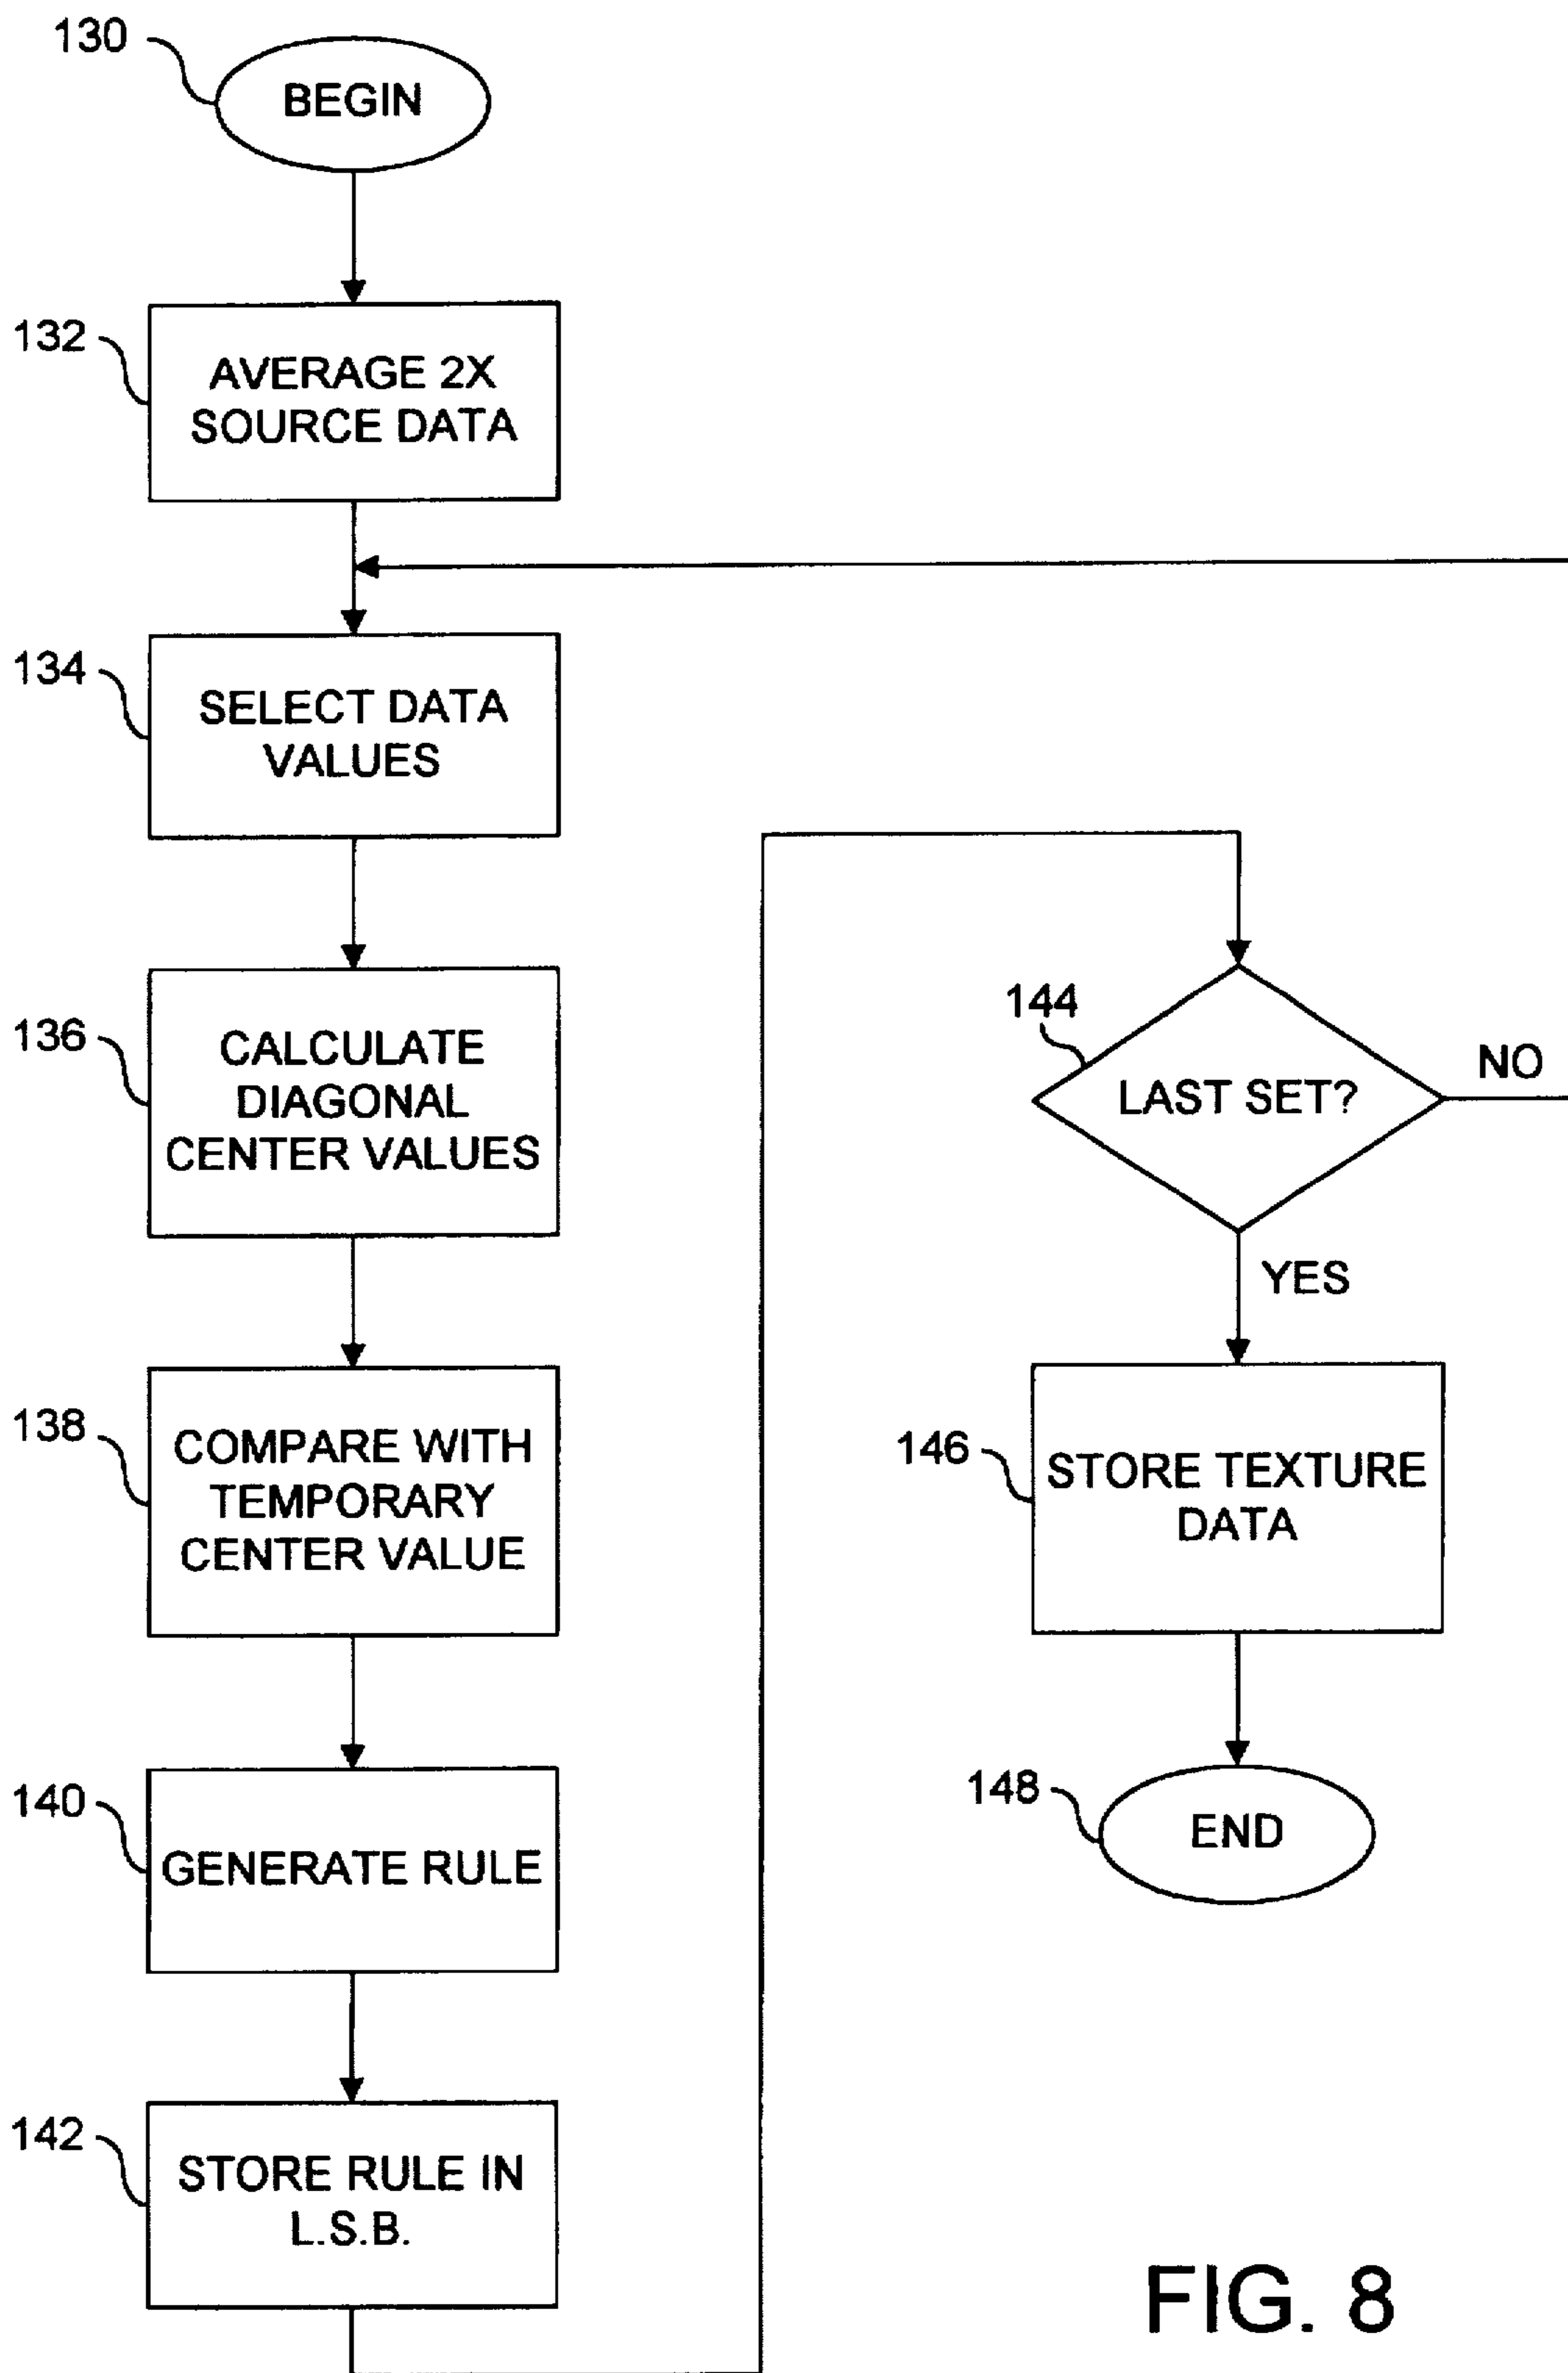 130
BEGIN
132
AVERAGE 2X
SOURCE DATA
134
SELECT DATA
VALUES
136
CALCULATE
DIAGONAL
CENTER VALUES
138
COMPARE WITH
TEMPORARY
CENTER VALUE
140
GENERATE RULE
142
STORE RULE IN
L.S.B.
144
LAST SET?
NO
YES
146
STORE TEXTURE
DATA
148
END
FIG. 8